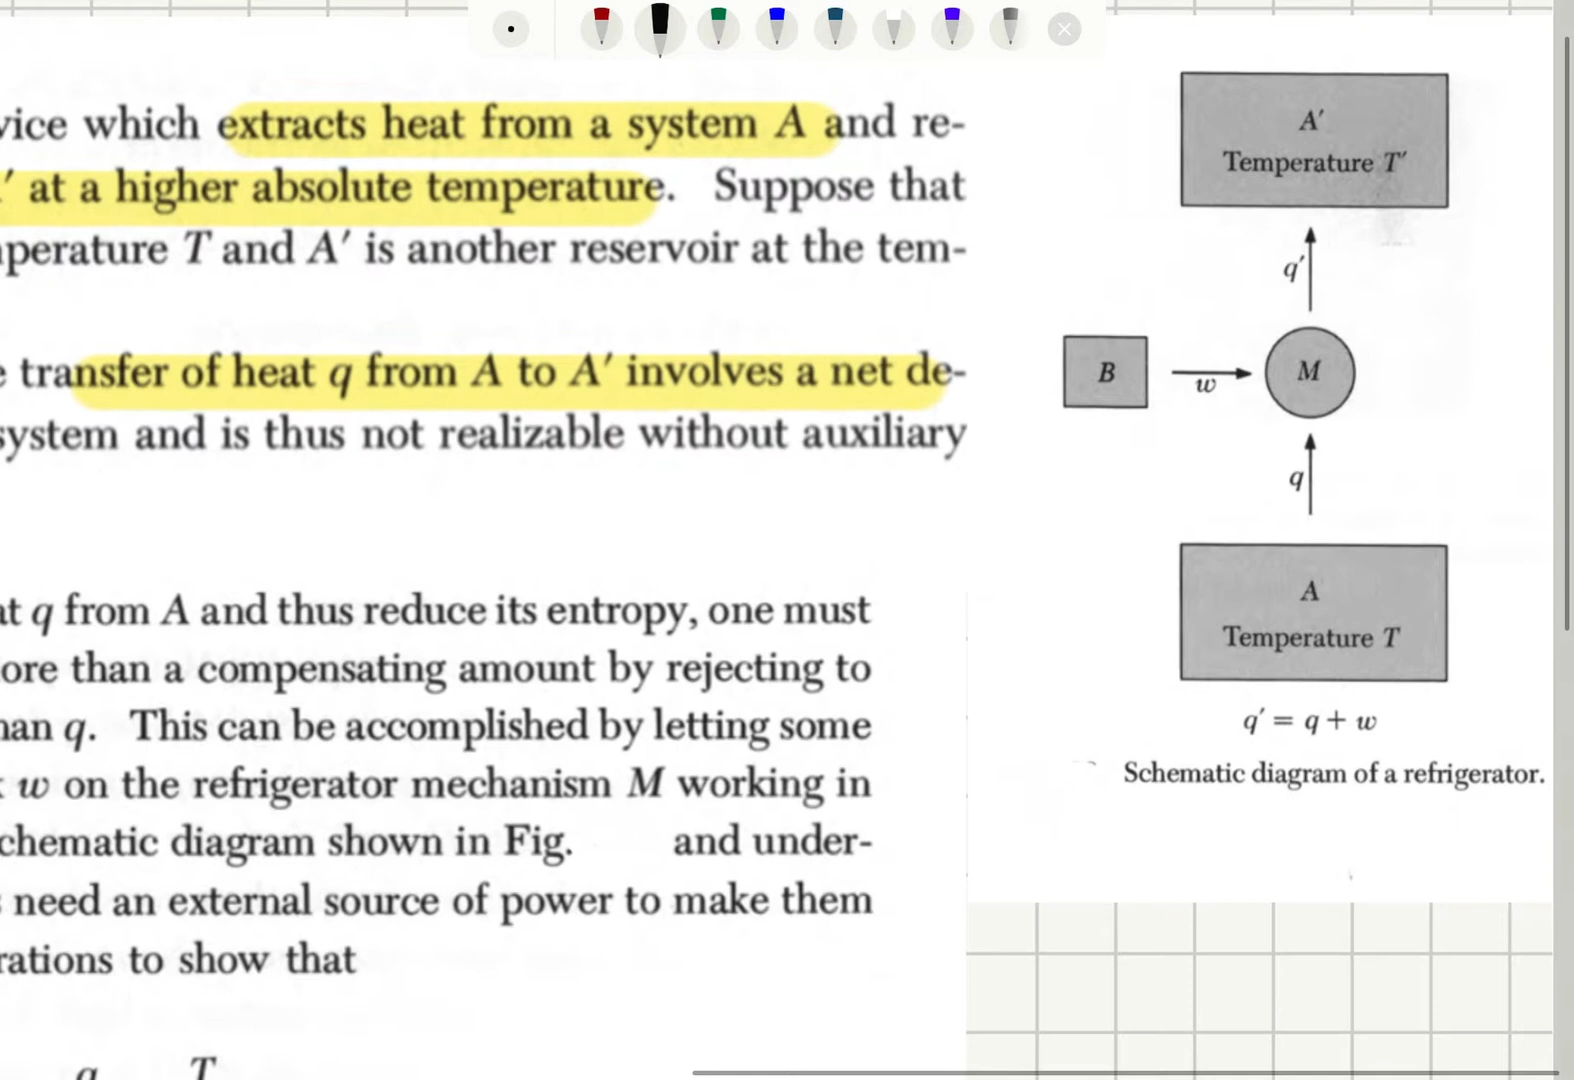 vice which extracts heat from a system A and re-
′ at a higher absolute temperature. Suppose that
perature T and A′ is another reservoir at the tem-
transfer of heat q from A to A′ involves a net de-
system and is thus not realizable without auxiliary
at q from A and thus reduce its entropy, one must
ore than a compensating amount by rejecting to
han q. This can be accomplished by letting some
w on the refrigerator mechanism M working in
chematic diagram shown in Fig. and under-
need an external source of power to make them
rations to show that
q T
A′
Temperature T′
q′
B
w
M
q
A
Temperature T
q′ = q + w
Schematic diagram of a refrigerator.